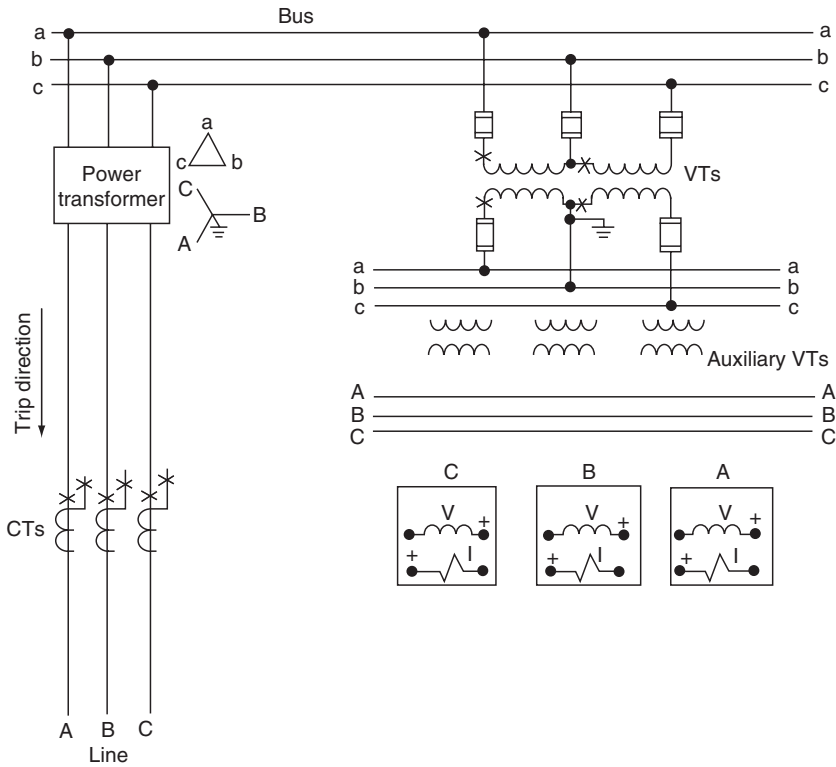 Bus
a a
b b
c c
a
c b
Power
transformer
C
B
A
VTs
a a
b b
c c
Auxiliary VTs
Trip direction
A A
B B
C C
C B A
V + V + V +
+ I + I + I
CTs
A B C
Line